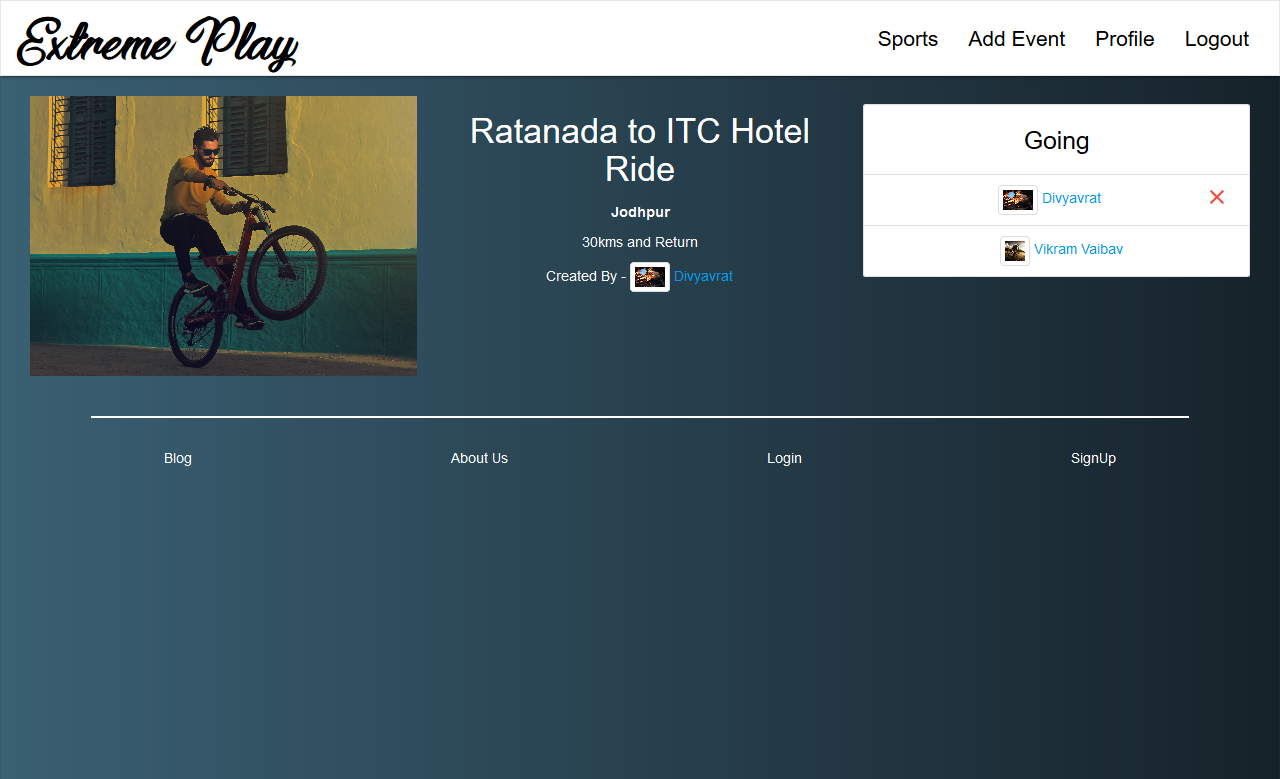 Extreme Play
Sports Add Event Profile Logout
Ratanada to ITC Hotel
Ride
Jodhpur
30kms and Return
Created By - Divyavrat
Going
Divyavrat
Vikram Vaibav
Blog About Us Login SignUp